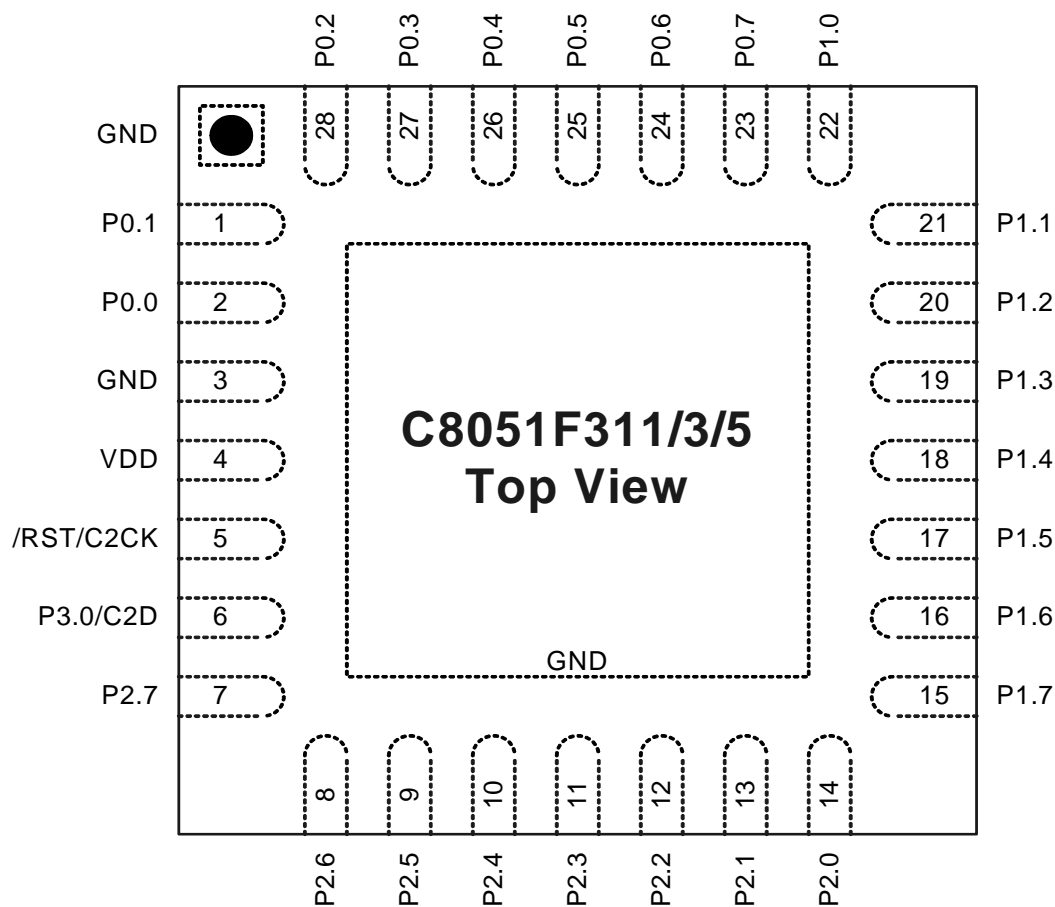 P0.2 P0.3 P0.4 P0.5 P0.6 P0.7 P1.0
28 27 26 25 24 23 22
GND
P0.1 1 21 P1.1
P0.0 2 20 P1.2
GND 3 19 P1.3
C8051F311/3/5
VDD 4 18 P1.4
Top View
/RST/C2CK 5 17 P1.5
P3.0/C2D 6 16 P1.6
GND
P2.7 7 15 P1.7
8 9 10 11 12 13 14
P2.6 P2.5 P2.4 P2.3 P2.2 P2.1 P2.0